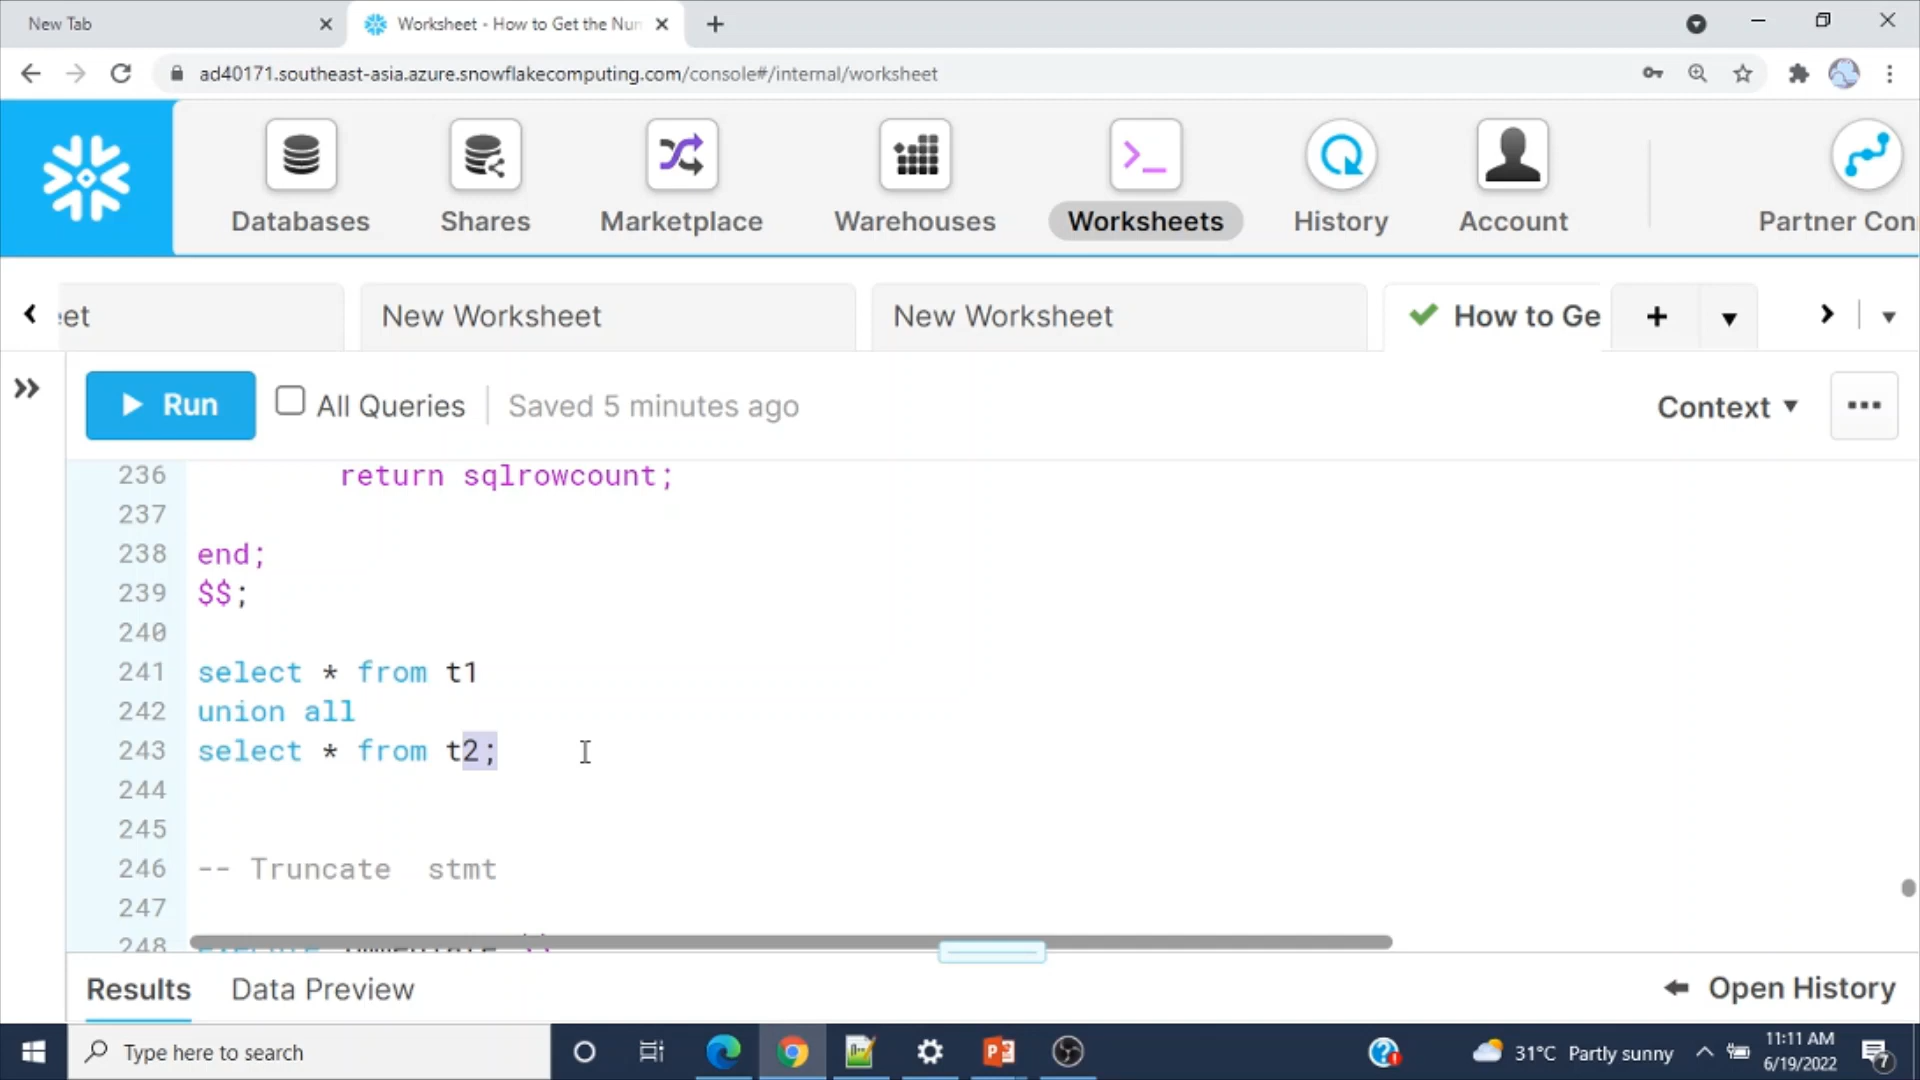 New Tab
Worksheet - How to Get the Num
ad40171.southeast-asia.azure.snowflakecomputing.com/console#/internal/worksheet
Databases Shares Marketplace Warehouses Worksheets History Account Partner Con
eet New Worksheet New Worksheet How to Ge
Run All Queries Saved 5 minutes ago Context
236 return sqlrowcount;
237
238 end;
239 $$;
240
241 select * from t1
242 union all
243 select * from t2;
244
245
246 -- Truncate stmt
247
248
Results Data Preview Open History
Type here to search
31°C Partly sunny
11:11 AM
6/19/2022
7